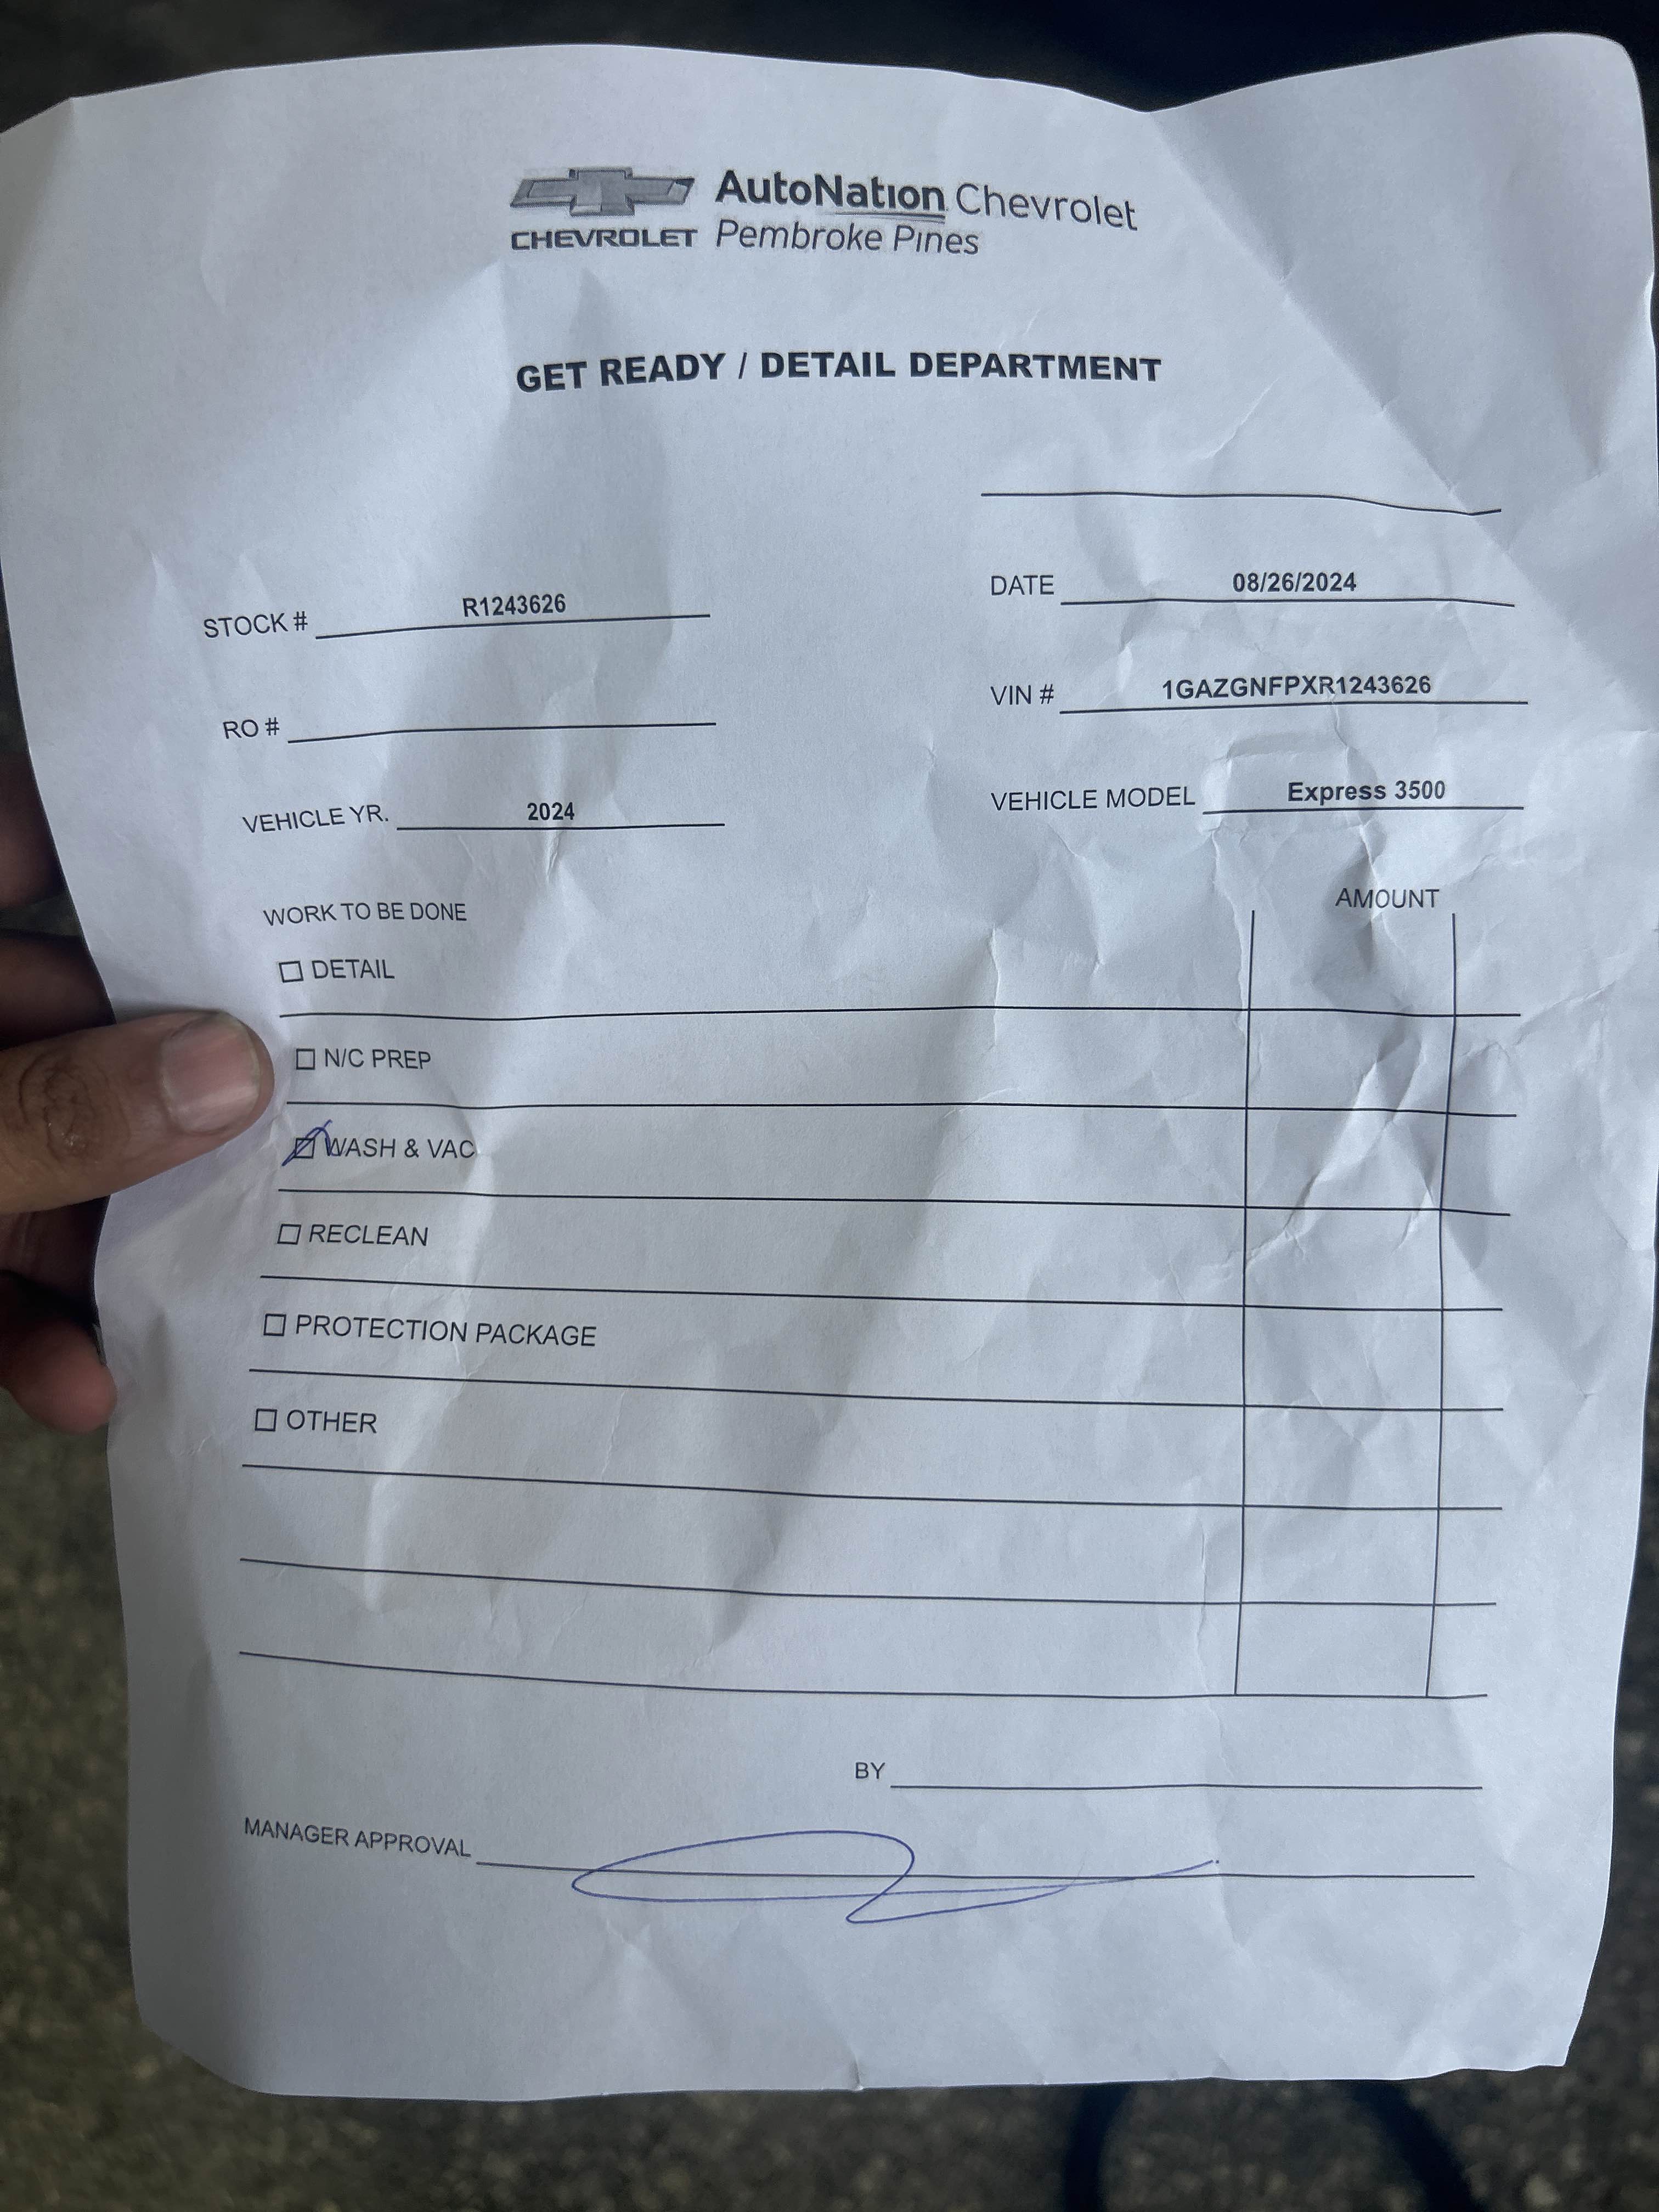 AutoNation Chevrolet
CHEVROLET Pembroke Pines
GET READY / DETAIL DEPARTMENT
STOCK # R1243626
DATE 08/26/2024
RO #
VIN # 1GAZGNFPXR1243626
VEHICLE YR. 2024
VEHICLE MODEL Express 3500
WORK TO BE DONE
AMOUNT
DETAIL
N/C PREP
WASH & VAC
RECLEAN
PROTECTION PACKAGE
OTHER
BY
MANAGER APPROVAL